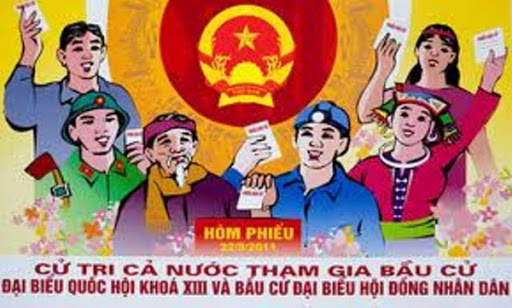 HÒM PHIẾU
22/5/2011
CỬ TRI CẢ NƯỚC THAM GIA BẦU CỬ
ĐẠI BIỂU QUỐC HỘI KHOÁ XIII VÀ BẦU CỬ ĐẠI BIỂU HỘI ĐỒNG NHÂN DÂN